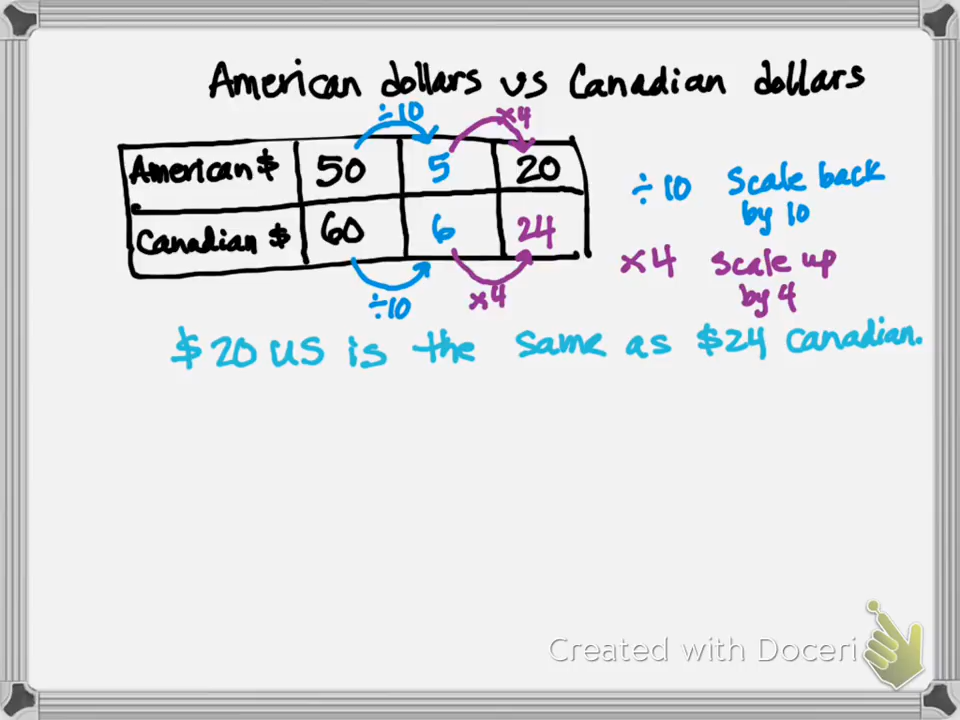 American dollars vs Canadian dollars
÷10 ×4
American $ 50 5 20
Canadian $ 60 6 24
÷10 ×4
÷10 Scale back
by 10
×4 Scale up
by 4
$20 US is the same as $24 Canadian.
Created with Doceri